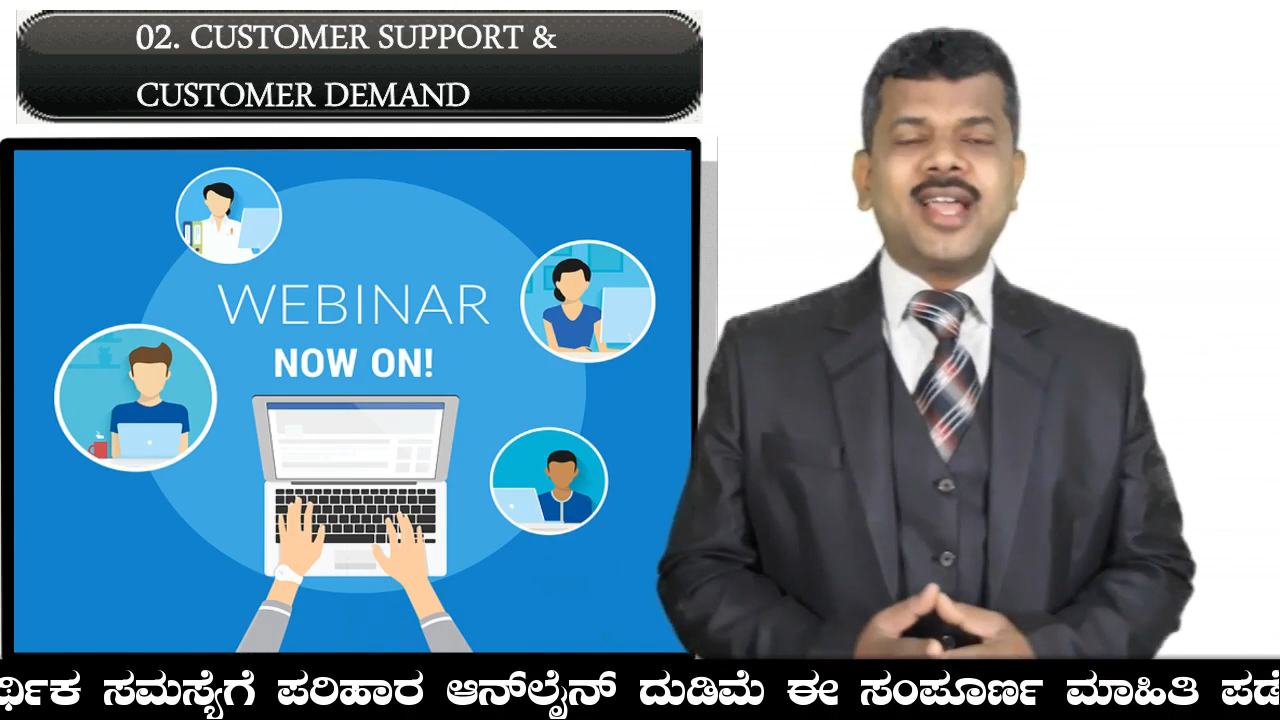 02. CUSTOMER SUPPORT &
CUSTOMER DEMAND
WEBINAR
NOW ON!
ಸಮಸ್ಯೆಗೆ ಪರಿಹಾರ ಆನ್‌ಲೈನ್ ದುಡಿಮೆ ಈ ಸಂಪೂರ್ಣ ಮಾಹಿತಿ